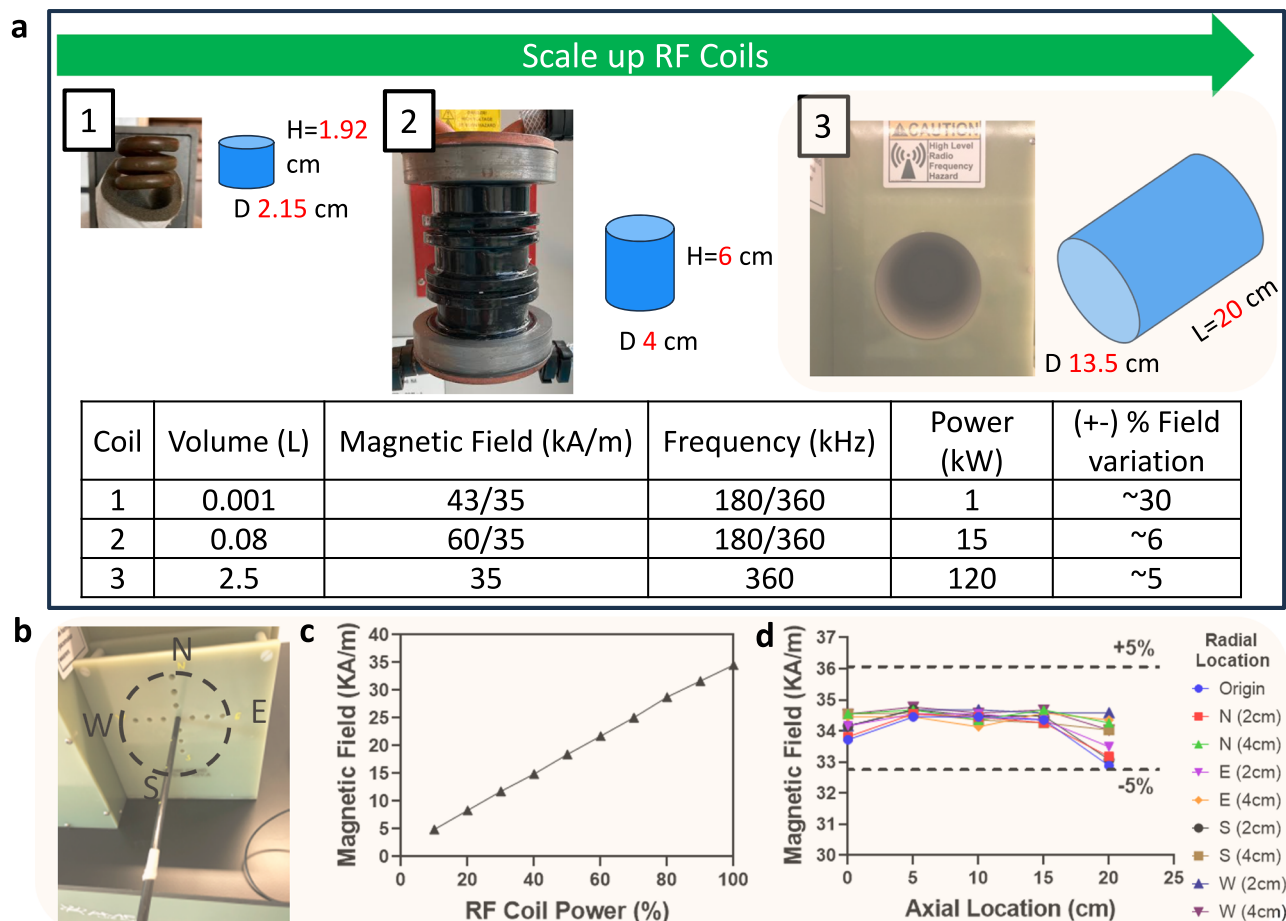 a
Scale up RF Coils
1
H=1.92
cm
D 2.15 cm
2
H=6 cm
D 4 cm
3
CAUTION
High Level
Radio
Frequency
Hazard
L=20 cm
D 13.5 cm
Coil Volume (L) Magnetic Field (kA/m) Frequency (kHz) Power (kW) (+-) % Field variation
1 0.001 43/35 180/360 1 ~30
2 0.08 60/35 180/360 15 ~6
3 2.5 35 360 120 ~5
b
N
W
E
S
c
Magnetic Field (KA/m)
40
35
30
25
20
15
10
5
0
0 20 40 60 80 100
RF Coil Power (%)
d
Magnetic Field (KA/m)
37
36
35
34
33
32
31
30
+5%
-5%
0 5 10 15 20 25
Axial Location (cm)
Radial
Location
Origin
N (2cm)
N (4cm)
E (2cm)
E (4cm)
S (2cm)
S (4cm)
W (2cm)
W (4cm)